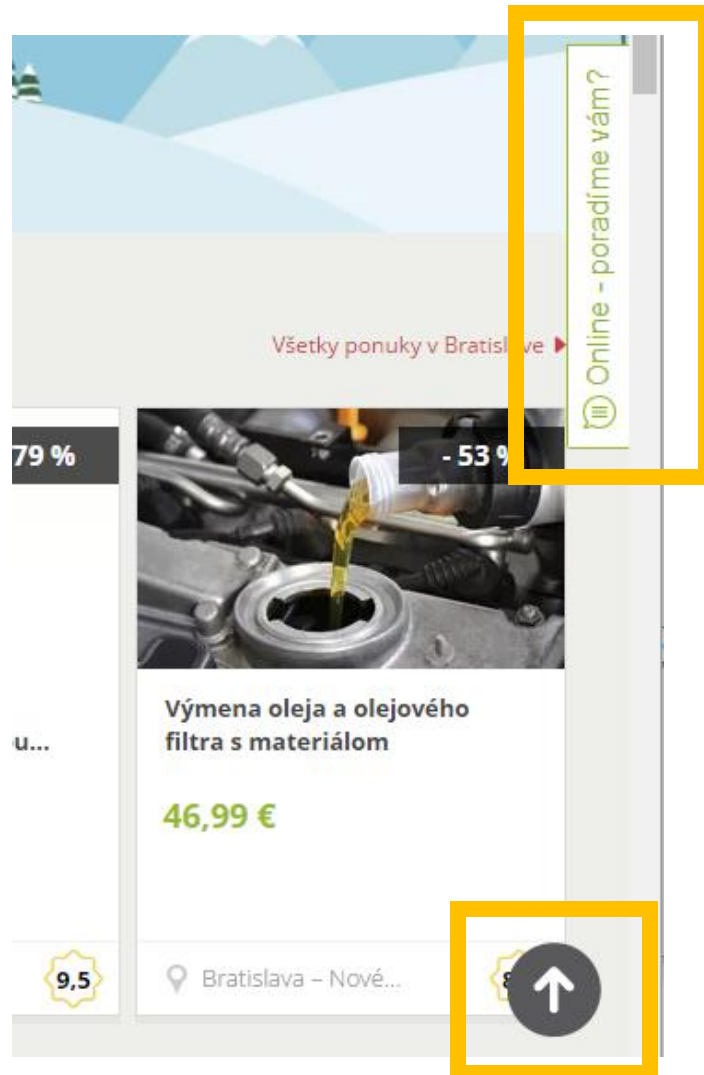 Online - poradíme vám?
Všetky ponuky v Bratislave
79 %
- 53 %
u...
Výmena oleja a olejového
filtra s materiálom
46,99 €
9,5
Bratislava – Nové...
8